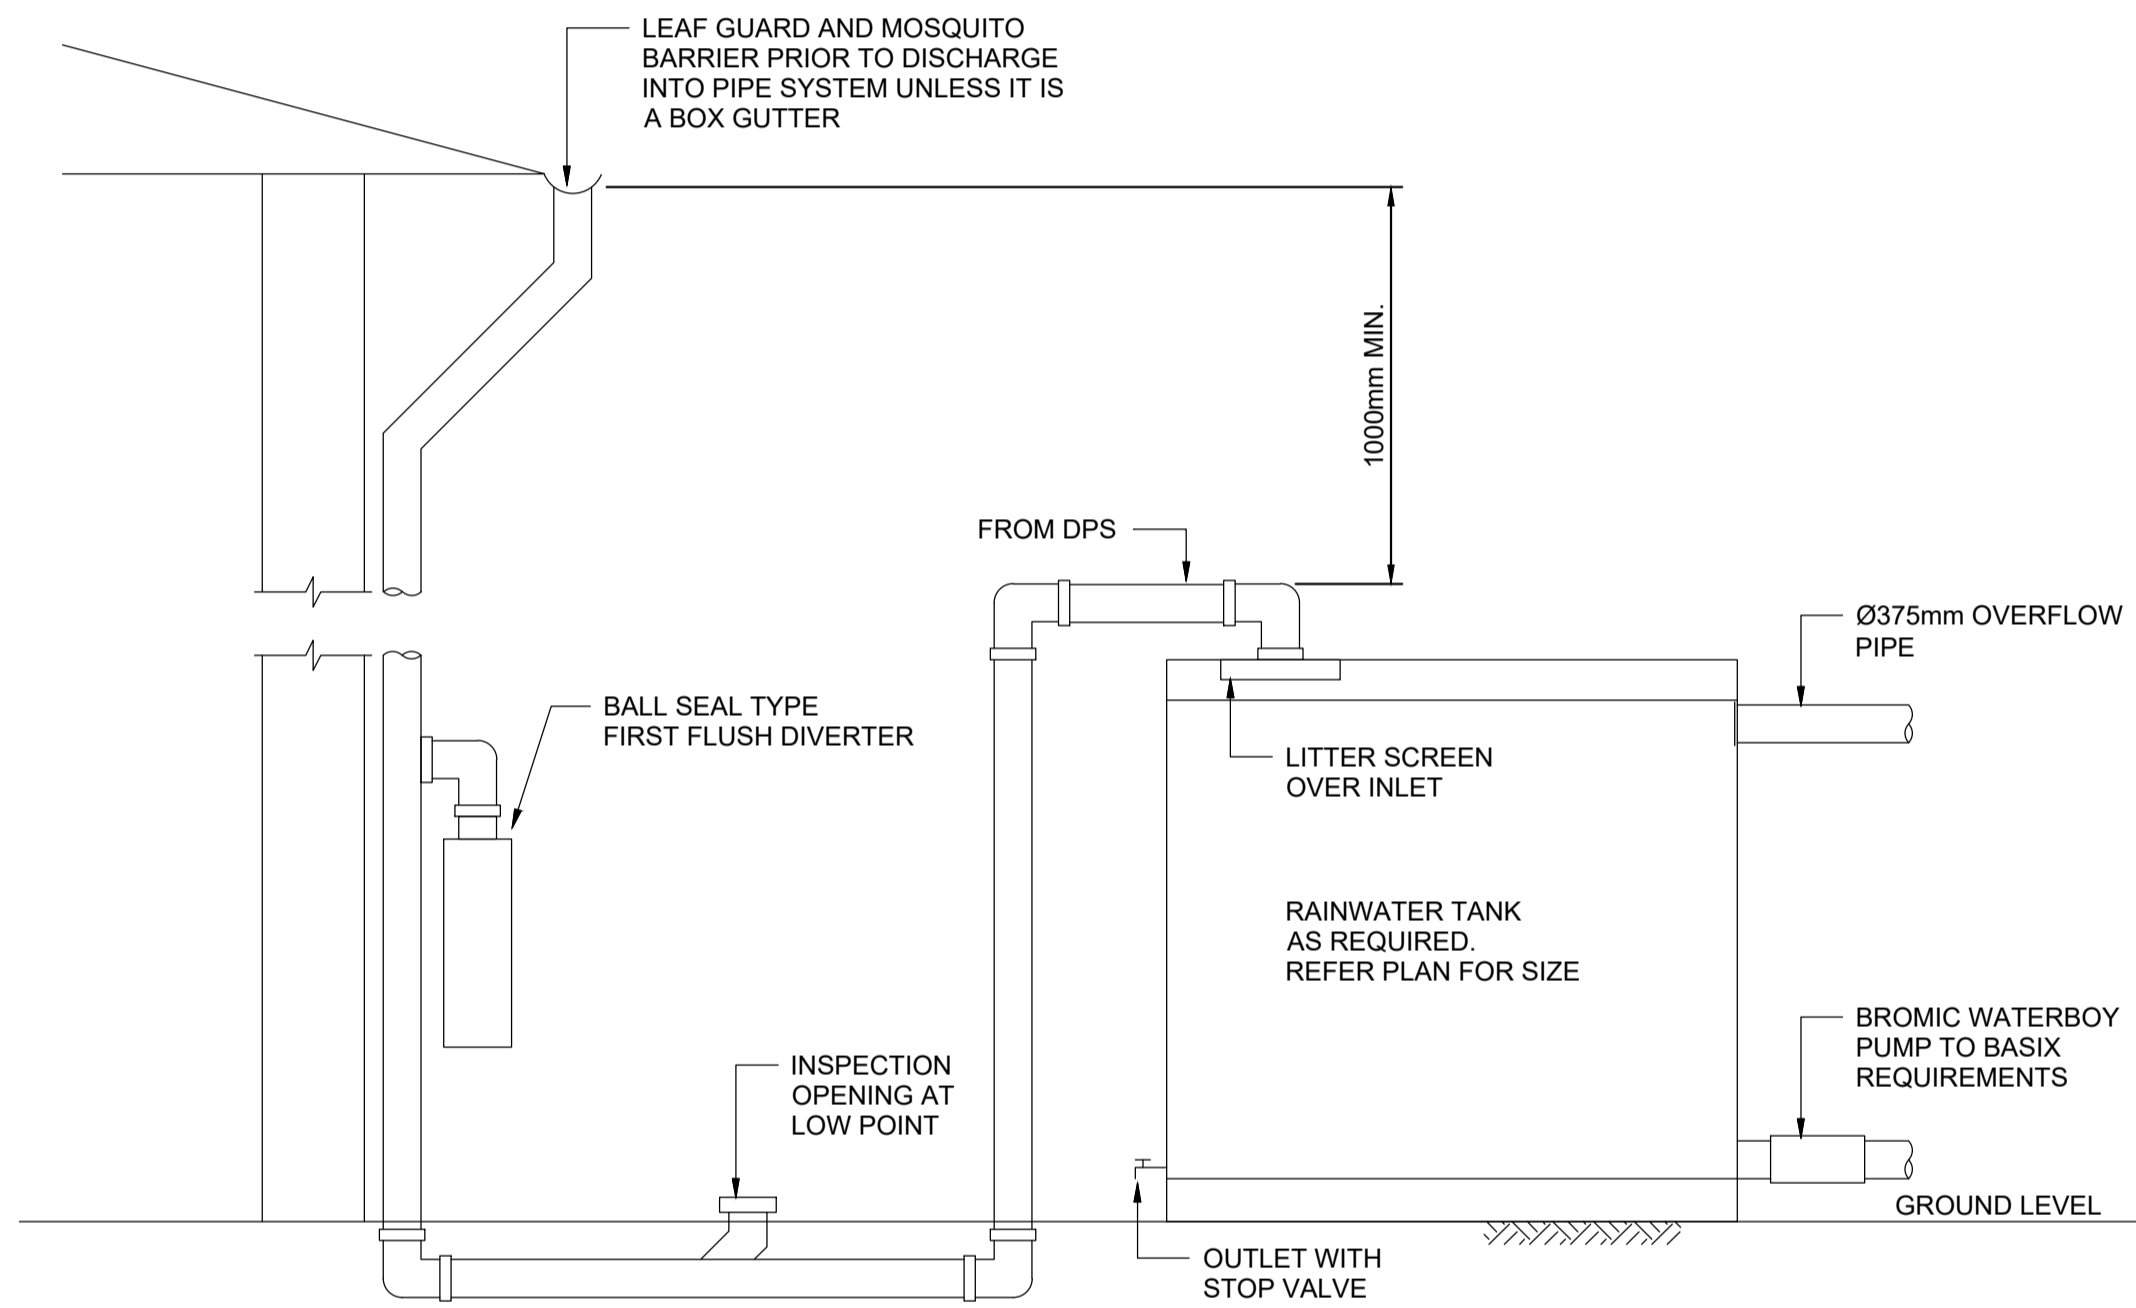 LEAF GUARD AND MOSQUITO
BARRIER PRIOR TO DISCHARGE
INTO PIPE SYSTEM UNLESS IT IS
A BOX GUTTER
1000mm MIN.
FROM DPS
Ø375mm OVERFLOW
PIPE
BALL SEAL TYPE
FIRST FLUSH DIVERTER
LITTER SCREEN
OVER INLET
RAINWATER TANK
AS REQUIRED.
REFER PLAN FOR SIZE
BROMIC WATERBOY
PUMP TO BASIX
REQUIREMENTS
INSPECTION
OPENING AT
LOW POINT
GROUND LEVEL
OUTLET WITH
STOP VALVE